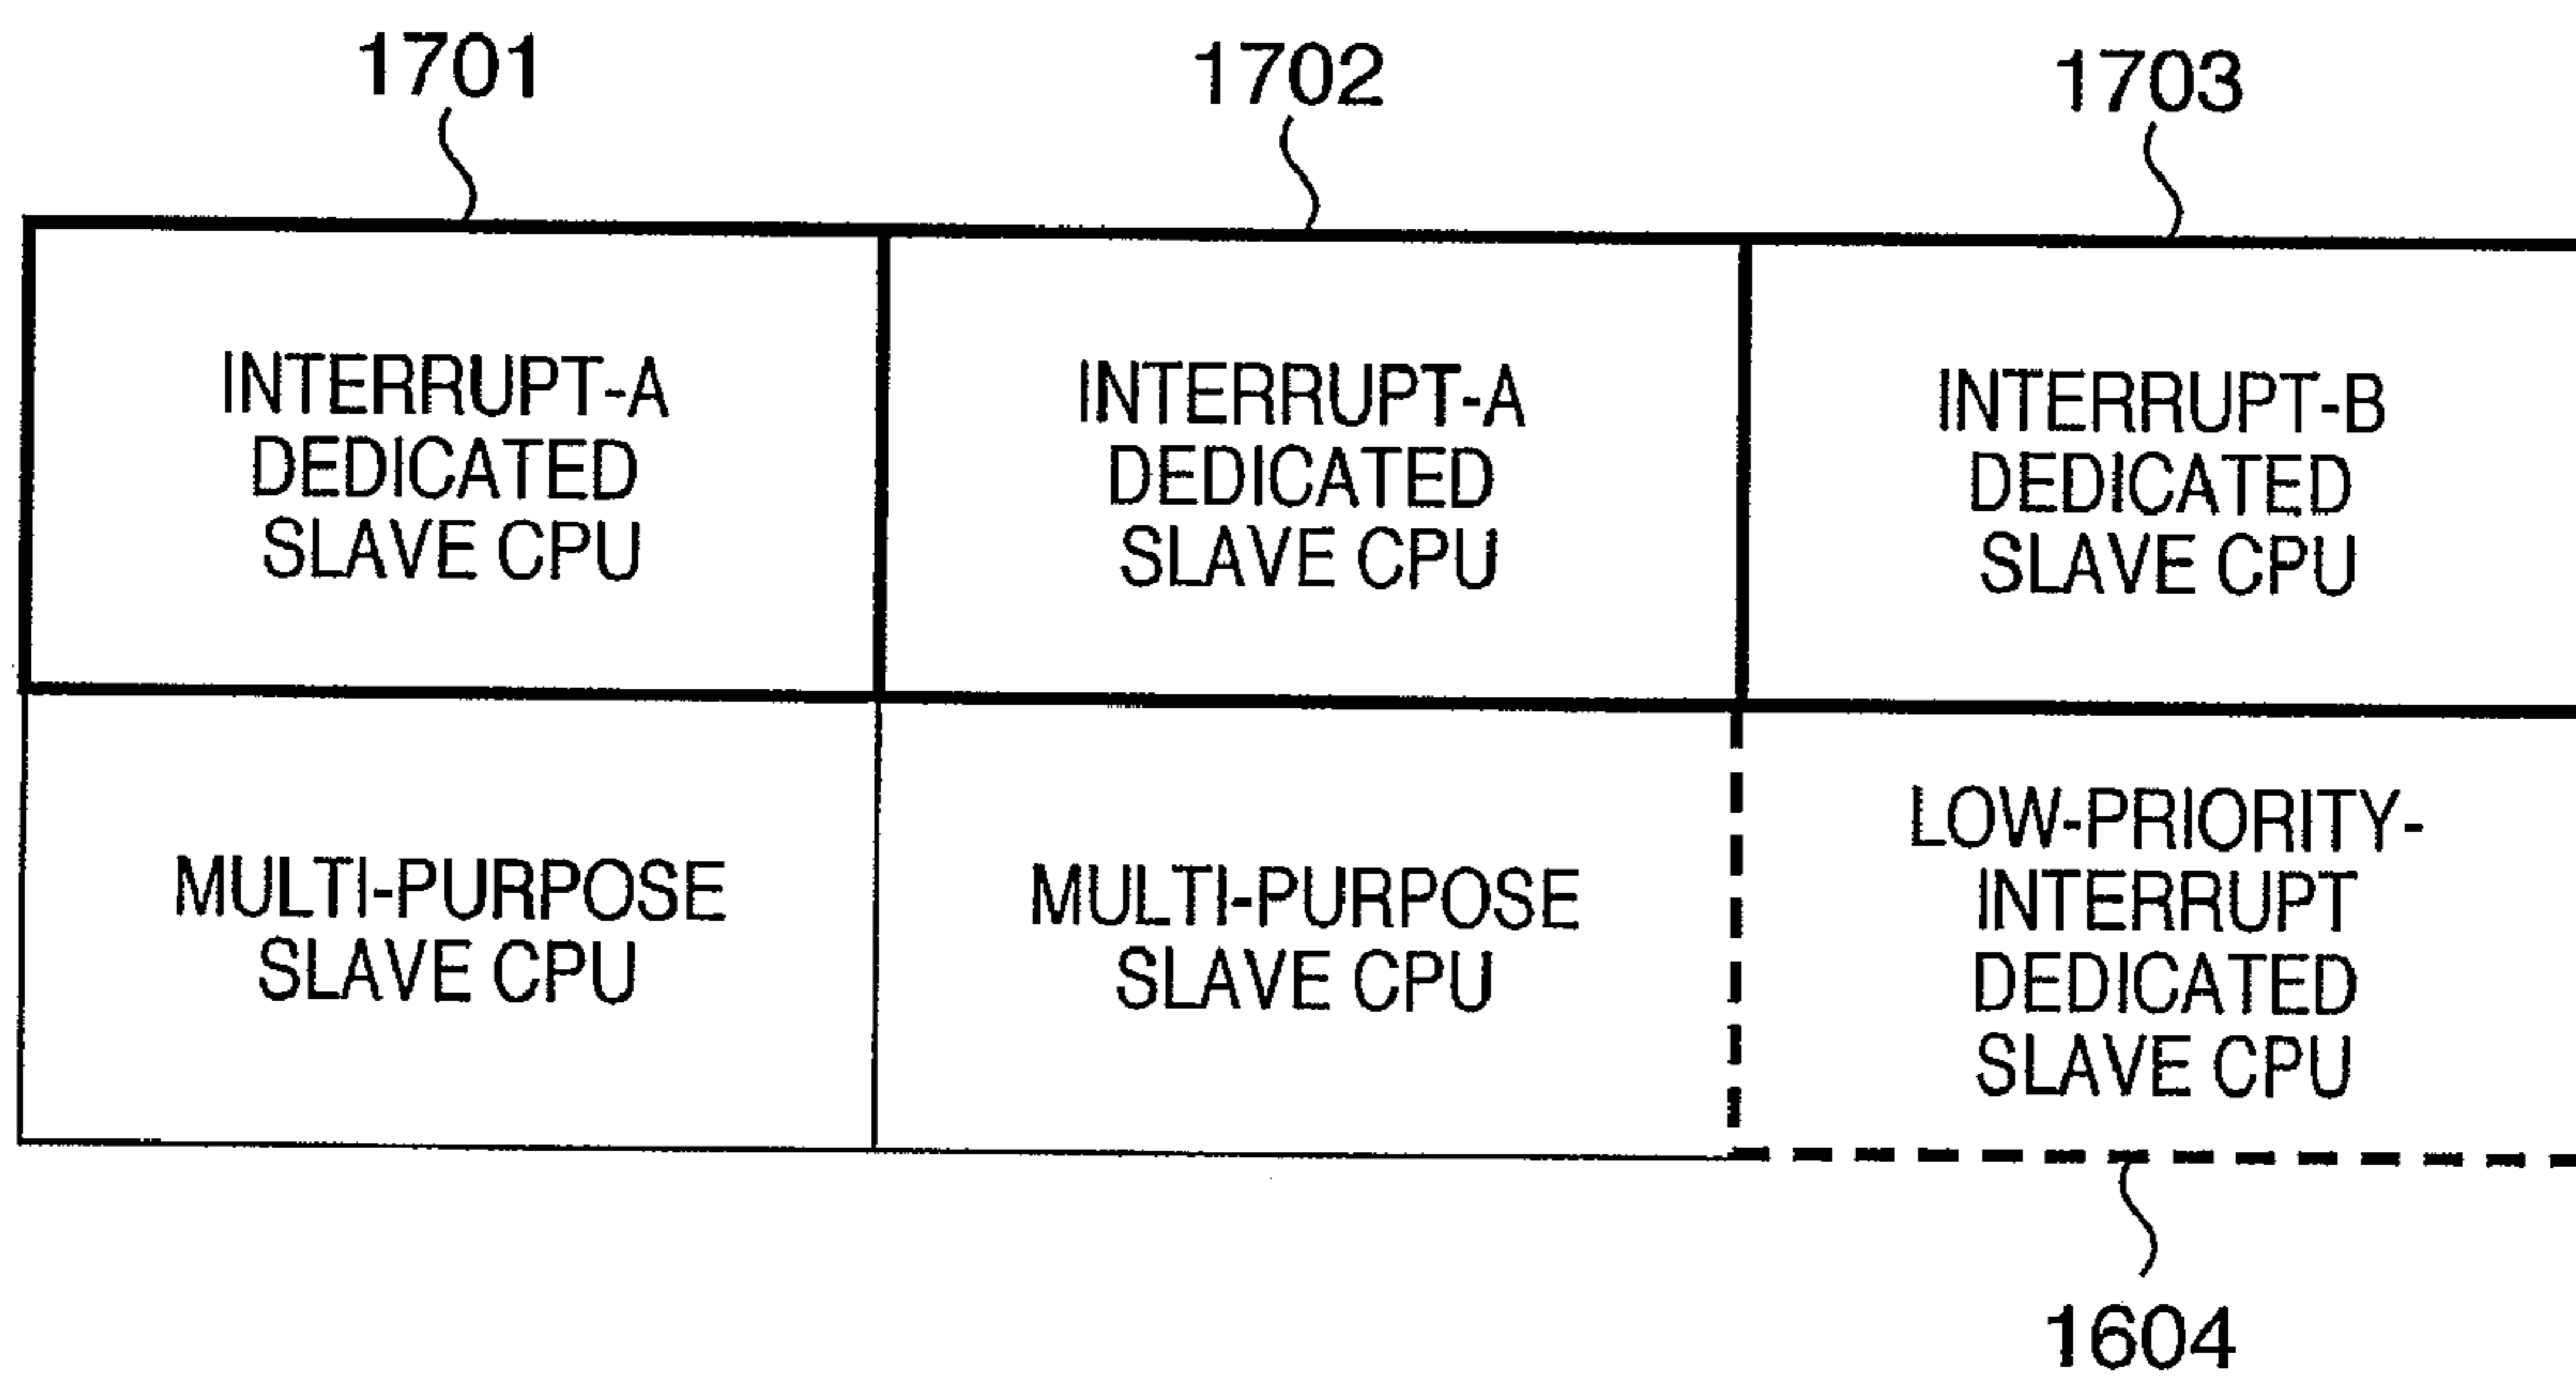 1701
1702
1703
INTERRUPT-A
DEDICATED
SLAVE CPU
INTERRUPT-A
DEDICATED
SLAVE CPU
INTERRUPT-B
DEDICATED
SLAVE CPU
MULTI-PURPOSE
SLAVE CPU
MULTI-PURPOSE
SLAVE CPU
LOW-PRIORITY-
INTERRUPT
DEDICATED
SLAVE CPU
1604